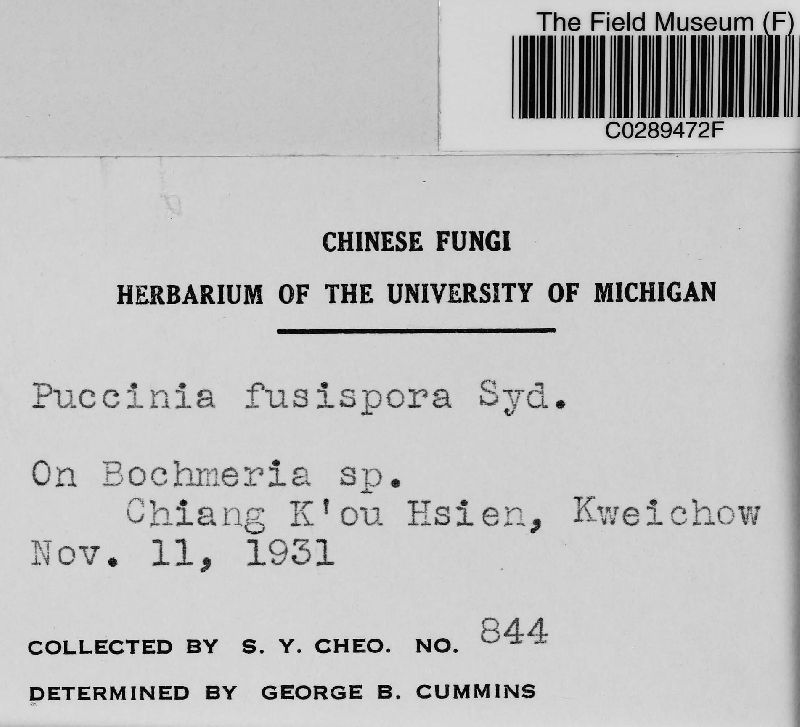 The Field Museum (F)
C0289472F
CHINESE FUNGI
HERBARIUM OF THE UNIVERSITY OF MICHIGAN
Puccinia fusispora Syd.
On Bochmeria sp.
Chiang K'ou Hsien, Kweichow
Nov. 11, 1931
COLLECTED BY S. Y. CHEO. NO. 844
DETERMINED BY GEORGE B. CUMMINS